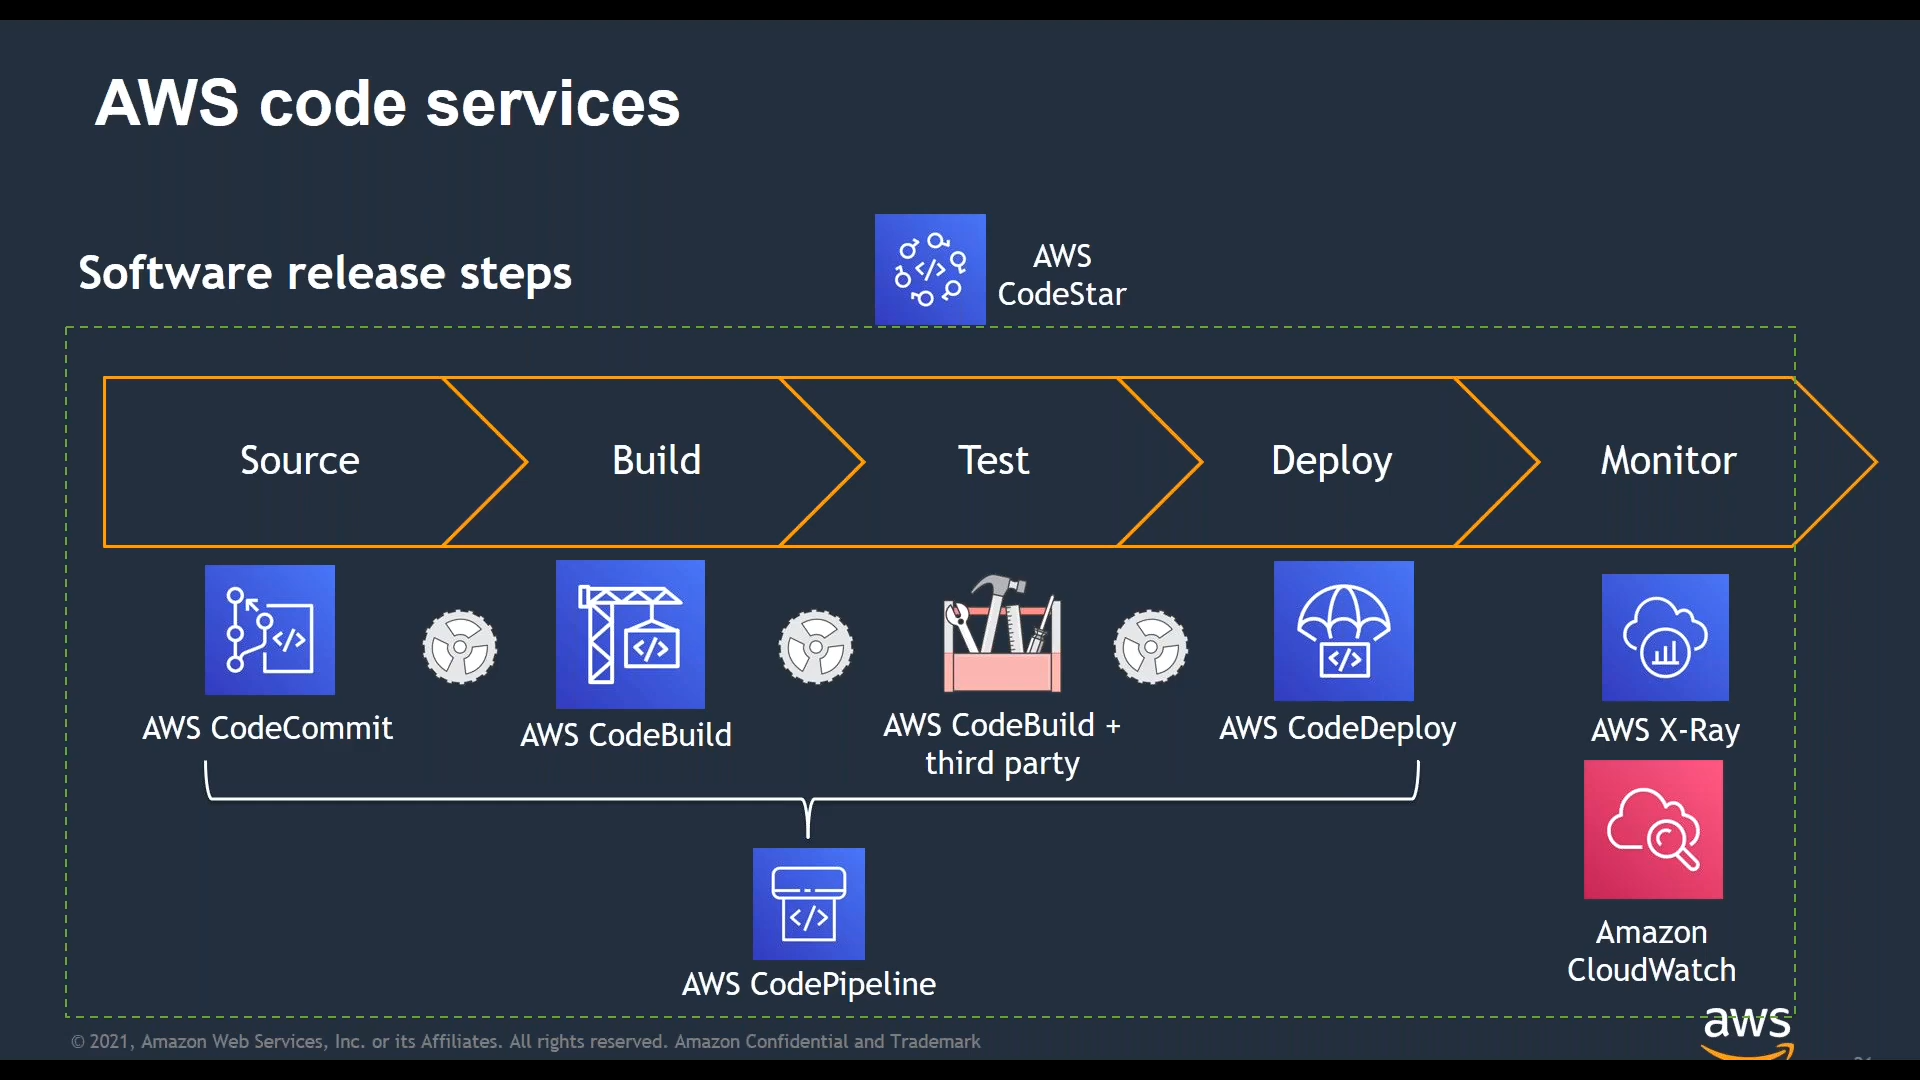 AWS code services
Software release steps
AWS
CodeStar
Source
Build
Test
Deploy
Monitor
AWS CodeCommit
AWS CodeBuild
AWS CodeBuild +
third party
AWS CodeDeploy
AWS X-Ray
Amazon
CloudWatch
AWS CodePipeline
© 2021, Amazon Web Services, Inc. or its Affiliates. All rights reserved. Amazon Confidential and Trademark
aws